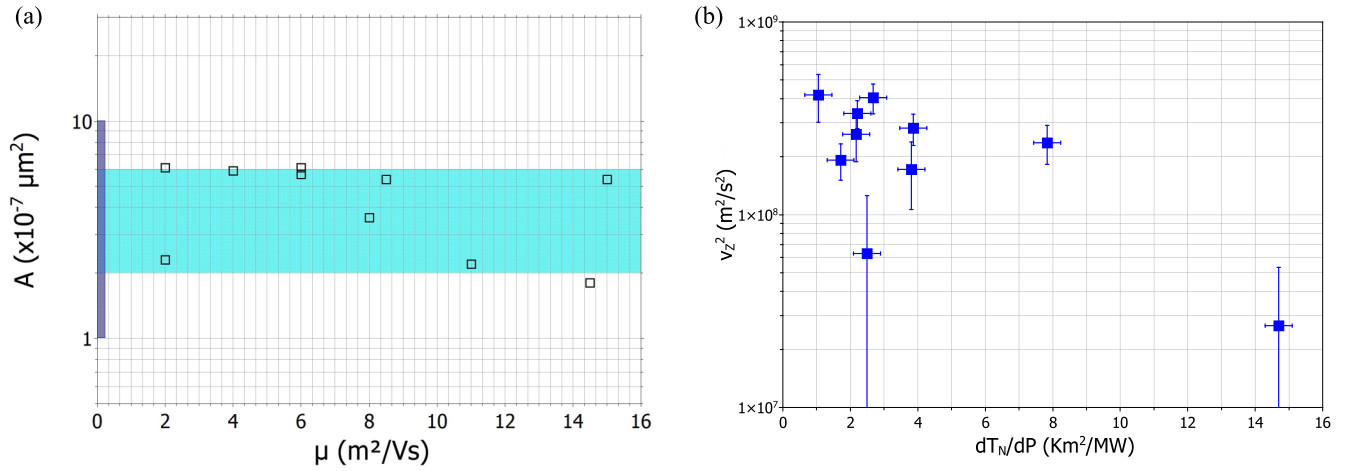 (a)
A (x10⁻⁷ µm²)
10
1
0 2 4 6 8 10 12 14 16
µ (m²/Vs)
(b)
v_Z² (m²/s²)
1×10⁹
1×10⁸
1×10⁷
0 2 4 6 8 10 12 14 16
dT_N/dP (Km²/MW)